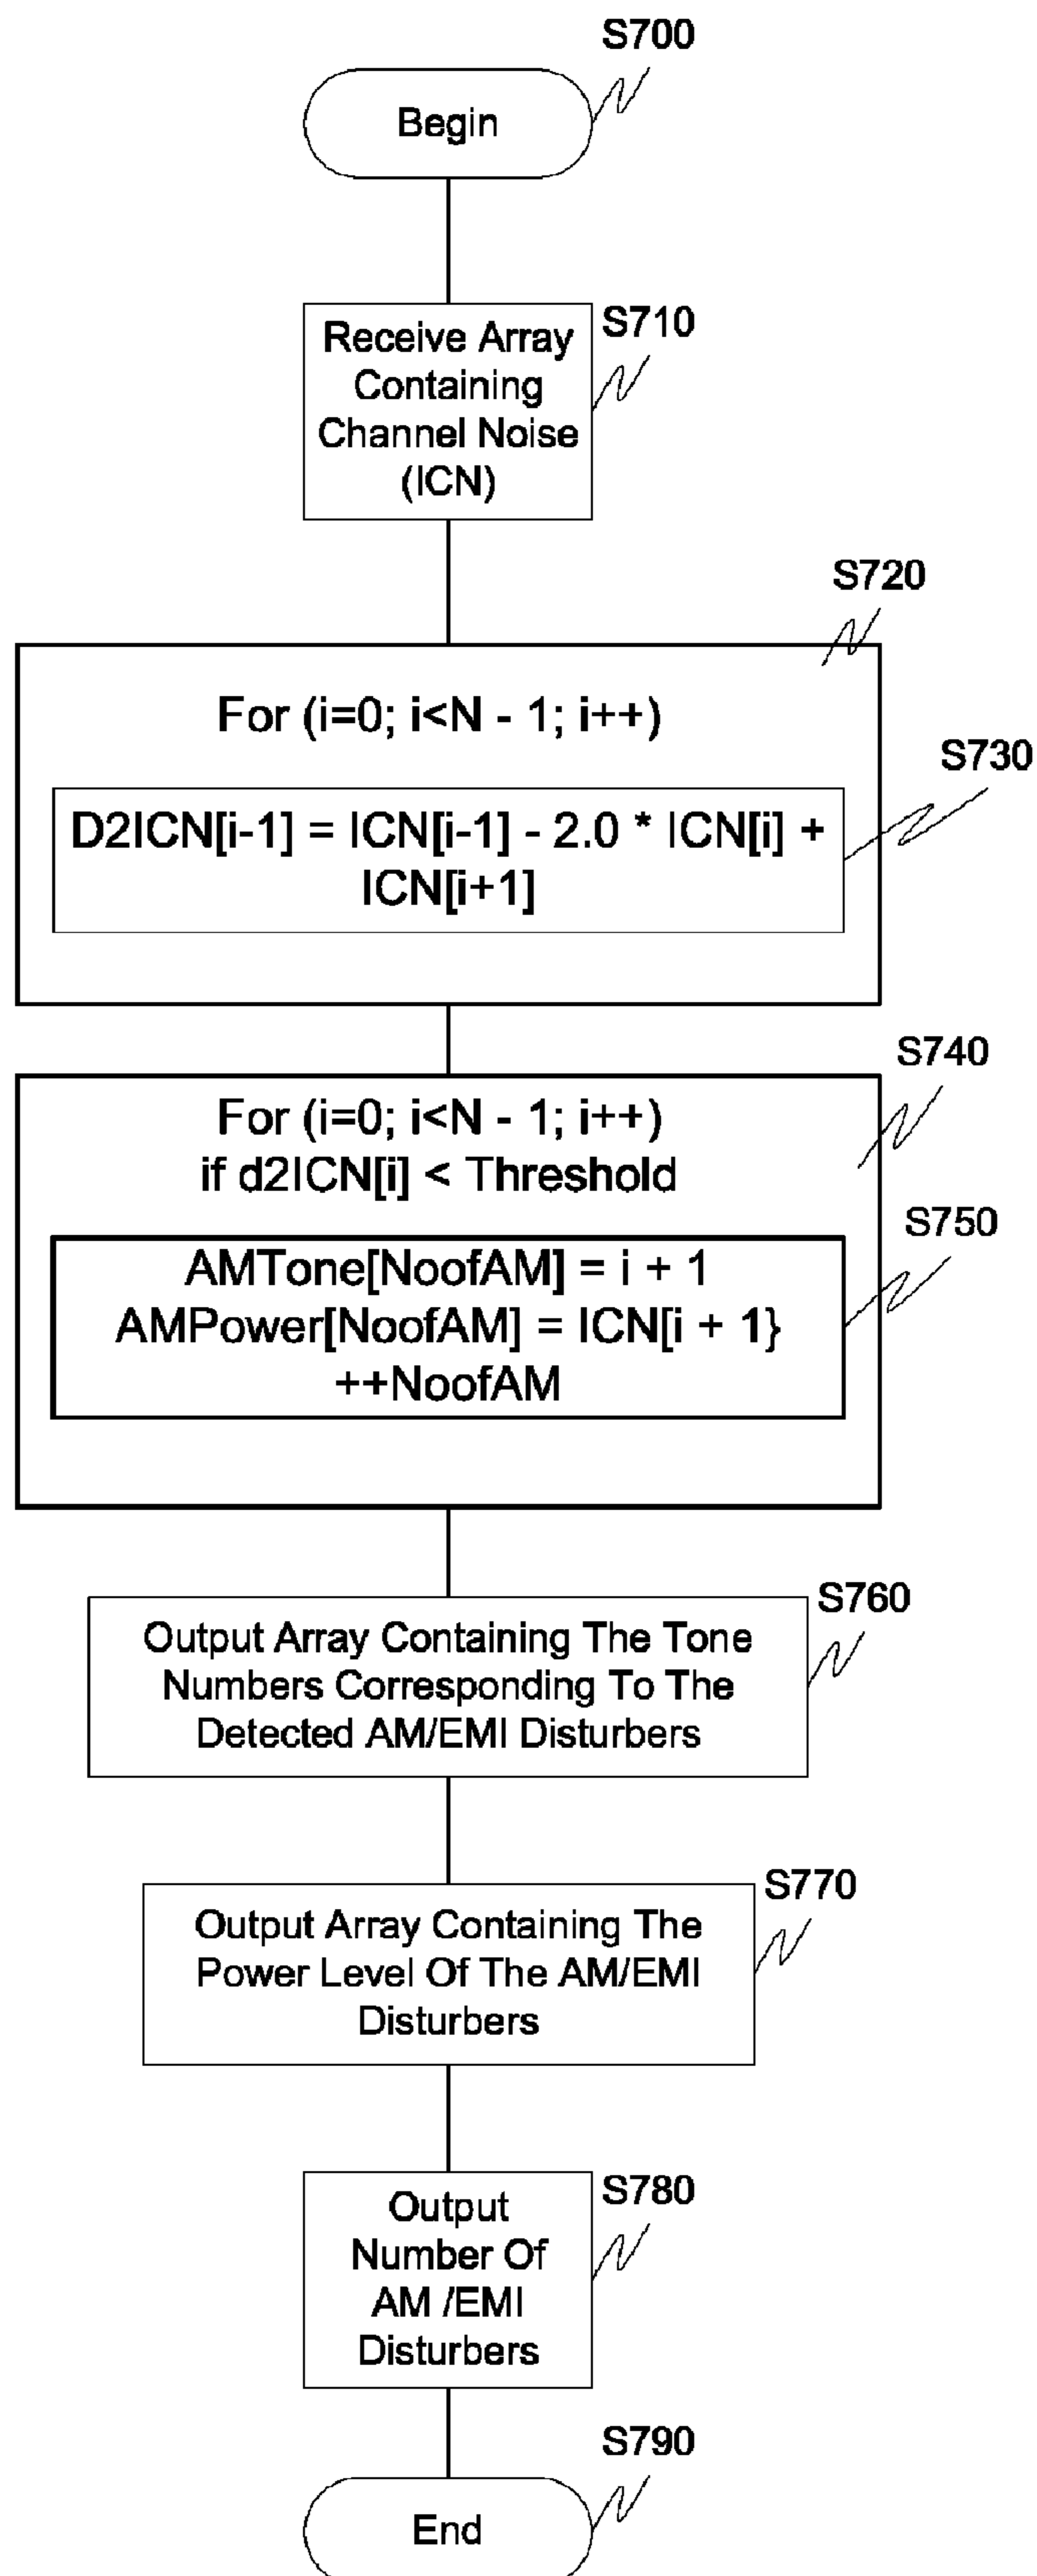 S700
Begin
S710
Receive Array
Containing
Channel Noise
(ICN)
S720
For (i=0; i<N - 1; i++)
S730
D2ICN[i-1] = ICN[i-1] - 2.0 * ICN[i] +
ICN[i+1]
S740
For (i=0; i<N - 1; i++)
if d2ICN[i] < Threshold
S750
AMTone[NoofAM] = i + 1
AMPower[NoofAM] = ICN[i + 1}
++NoofAM
S760
Output Array Containing The Tone
Numbers Corresponding To The
Detected AM/EMI Disturbers
S770
Output Array Containing The
Power Level Of The AM/EMI
Disturbers
S780
Output
Number Of
AM /EMI
Disturbers
S790
End